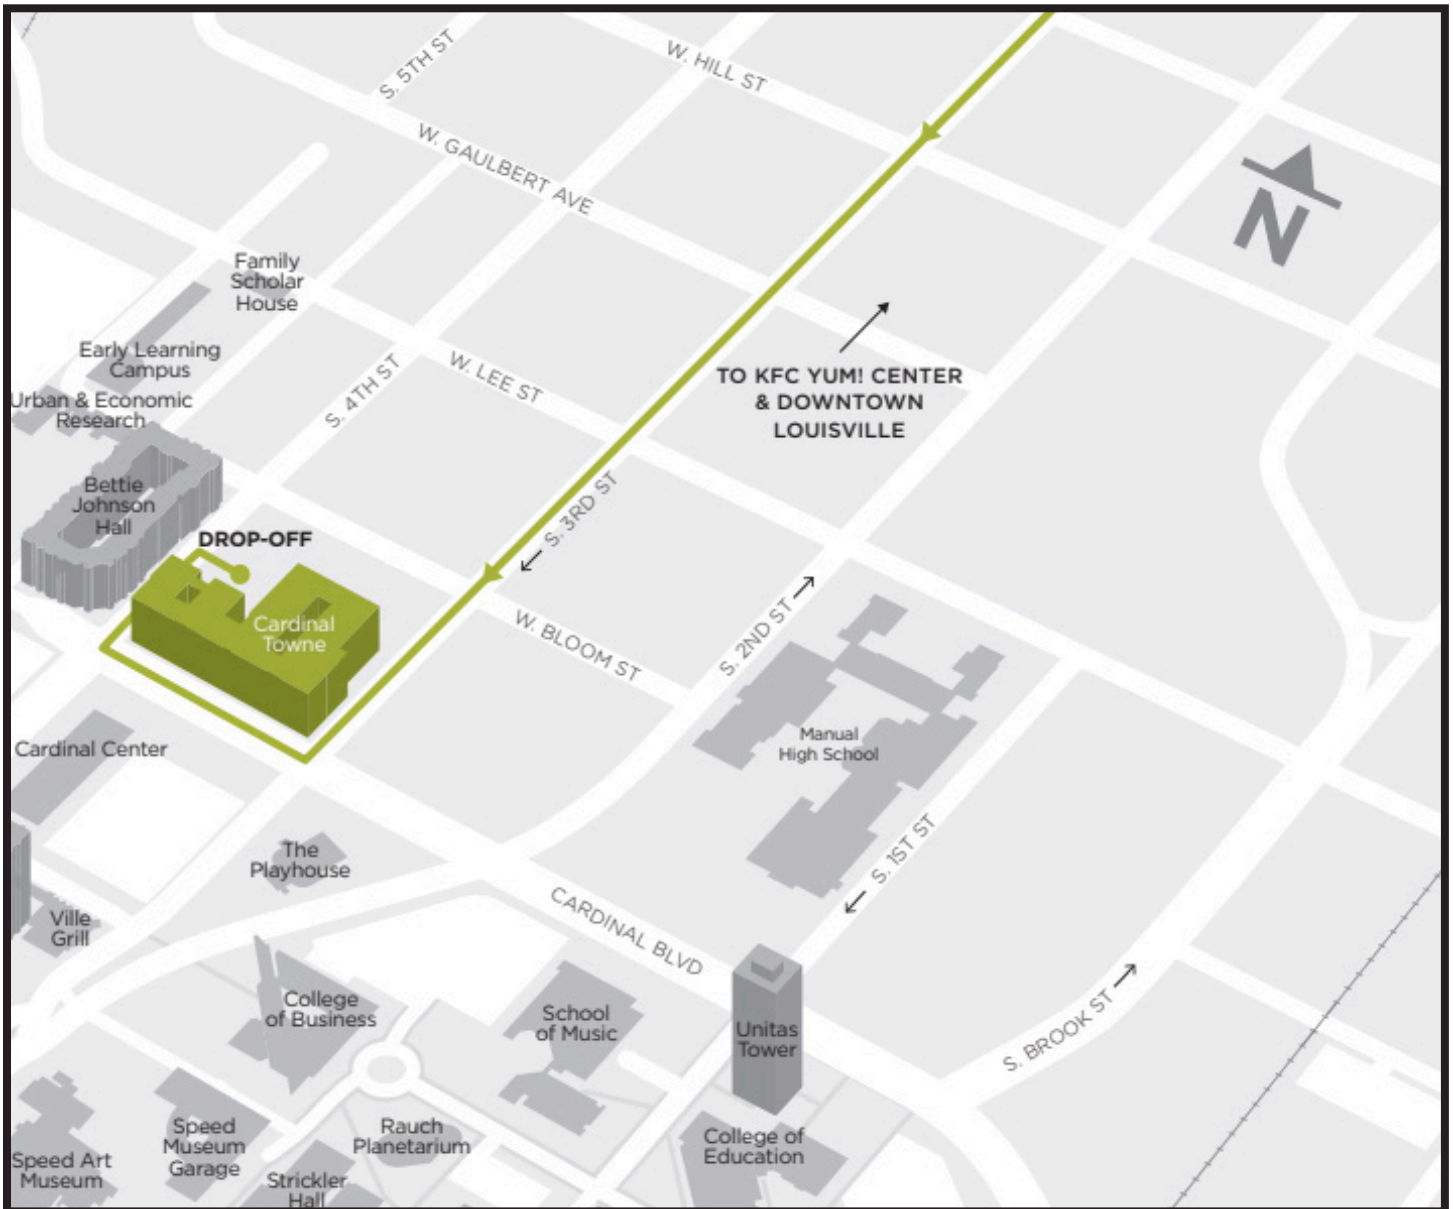 S. 5TH ST
W. HILL ST
W. GAULBERT AVE
N
Family
Scholar
House
Early Learning
Campus
W. LEE ST
S. 4TH ST
TO KFC YUM! CENTER
& DOWNTOWN
LOUISVILLE
Urban & Economic
Research
Bettie
Johnson
Hall
S. 3RD ST
DROP-OFF
Cardinal
Towne
W. BLOOM ST
S. 2ND ST
Manual
High School
Cardinal Center
S. 1ST ST
The
Playhouse
Ville
Grill
CARDINAL BLVD
College
of Business
School
of Music
Unitas
Tower
S. BROOK ST
Speed
Museum
Garage
Rauch
Planetarium
College of
Education
Speed Art
Museum
Strickler
Hall